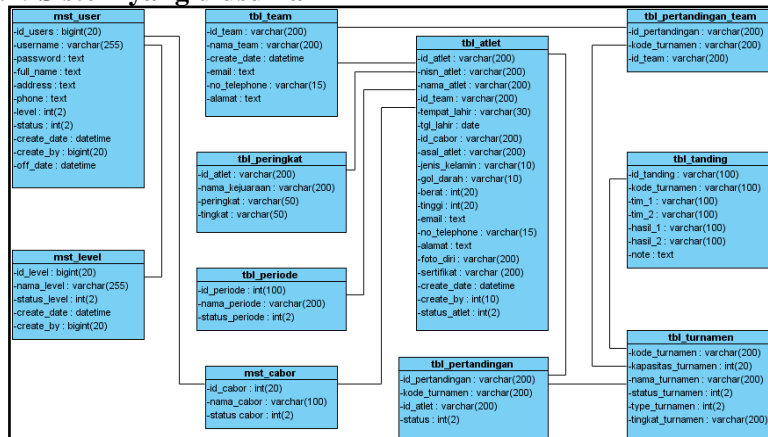 mst_user
-id_users : bigint(20)
-username : varchar(255)
-password : text
-full_name : text
-address : text
-phone : text
-level : int(2)
-status : int(2)
-create_date : datetime
-create_by : bigint(20)
-off_date : datetime
mst_level
-id_level : bigint(20)
-nama_level : varchar(255)
-status_level : int(2)
-create_date : datetime
-create_by : bigint(20)
tbl_team
-id_team : varchar(200)
-nama_team : varchar(200)
-create_date : datetime
-email : text
-no_telephone : varchar(15)
-alamat : text
tbl_peringkat
-id_atlet : varchar(200)
-nama_kejuaraan : varchar(200)
-peringkat : varchar(50)
-tingkat : varchar(50)
tbl_periode
-id_periode : int(100)
-nama_periode : varchar(200)
-status_periode : int(2)
mst_cabor
-id_cabor : int(20)
-nama_cabor : varchar(100)
-status cabor : int(2)
tbl_atlet
-id_atlet : varchar(200)
-nisn_atlet : varchar(200)
-nama_atlet : varchar(200)
-id_team : varchar(200)
-tempat_lahir : varchar(30)
-tgl_lahir : date
-id_cabor : varchar(200)
-asal_atlet : varchar(200)
-jenis_kelamin : varchar(10)
-gol_darah : varchar(10)
-berat : int(20)
-tinggi : int(20)
-email : text
-no_telephone : varchar(15)
-alamat : text
-foto_diri : varchar(200)
-sertifikat : varchar (200)
-create_date : datetime
-create_by : int(10)
-status_atlet : int(2)
tbl_pertandingan
-id_pertandingan : varchar(200)
-kode_turnamen : varchar(200)
-id_atlet : varchar(200)
-status : int(2)
tbl_pertandingan_team
-id_pertandingan : varchar(200)
-kode_turnamen : varchar(200)
-id_team : varchar(200)
tbl_tanding
-id_tanding : varchar(100)
-kode_turnamen : varchar(100)
-tim_1 : varchar(100)
-tim_2 : varchar(100)
-hasil_1 : varchar(100)
-hasil_2 : varchar(100)
-note : text
tbl_turnamen
-kode_turnamen : varchar(200)
-kapasitas_turnamen : int(20)
-nama_turnamen : varchar(200)
-status_turnamen : int(2)
-type_turnamen : int(2)
-tingkat_turnamen : varchar(200)